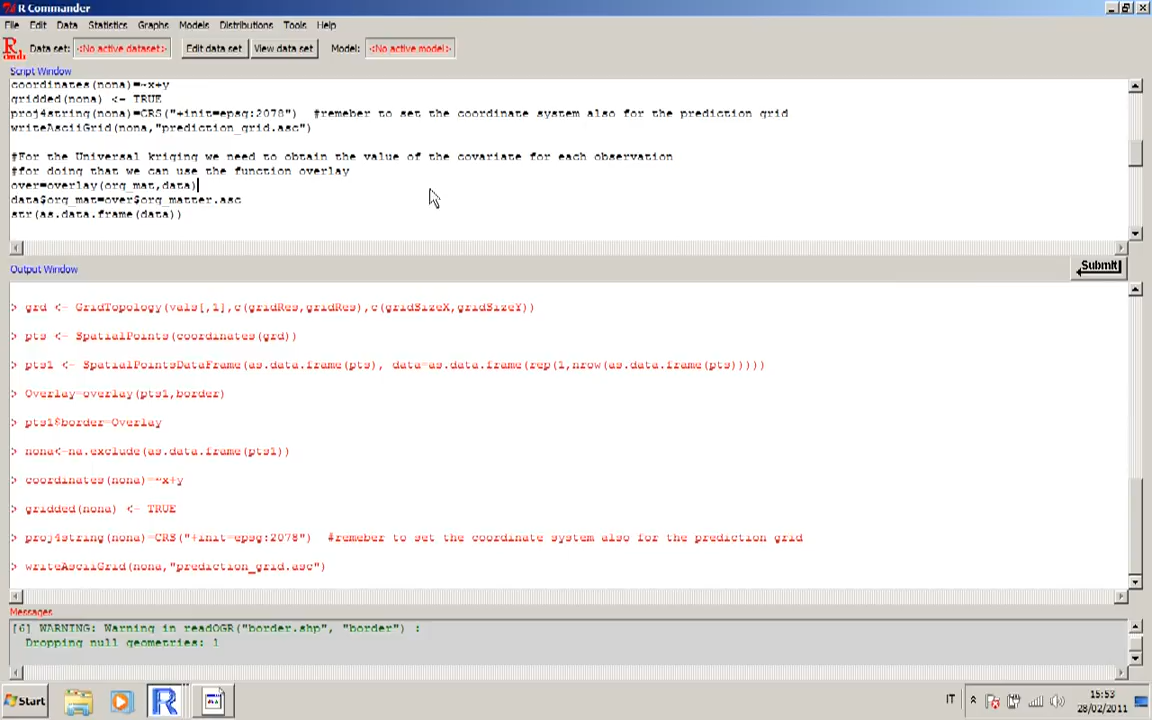 R Commander
File Edit Data Statistics Graphs Models Distributions Tools Help
R cmdr Data set: <No active dataset> Edit data set View data set Model: <No active model>
Script Window
coordinates(nona)=~x+y
gridded(nona) <- TRUE
proj4string(nona)=CRS("+init=epsg:2078")  #remeber to set the coordinate system also for the prediction grid
writeAsciiGrid(nona,"prediction_grid.asc")
#For the Universal kriging we need to obtain the value of the covariate for each observation
#for doing that we can use the function overlay
over=overlay(org_mat,data)
data$org_mat=over$org_matter.asc
str(as.data.frame(data))
Output Window
Submit
> grd <- GridTopology(vals[,1],c(gridRes,gridRes),c(gridSizeX,gridSizeY))
> pts <- SpatialPoints(coordinates(grd))
> pts1 <- SpatialPointsDataFrame(as.data.frame(pts), data=as.data.frame(rep(1,nrow(as.data.frame(pts)))))
> Overlay=overlay(pts1,border)
> pts1$border=Overlay
> nona<-na.exclude(as.data.frame(pts1))
> coordinates(nona)=~x+y
> gridded(nona) <- TRUE
> proj4string(nona)=CRS("+init=epsg:2078")  #remeber to set the coordinate system also for the prediction grid
> writeAsciiGrid(nona,"prediction_grid.asc")
Messages
[6] WARNING: Warning in readOGR("border.shp", "border") :
Dropping null geometries: 1
Start
IT
15:53
28/02/2011